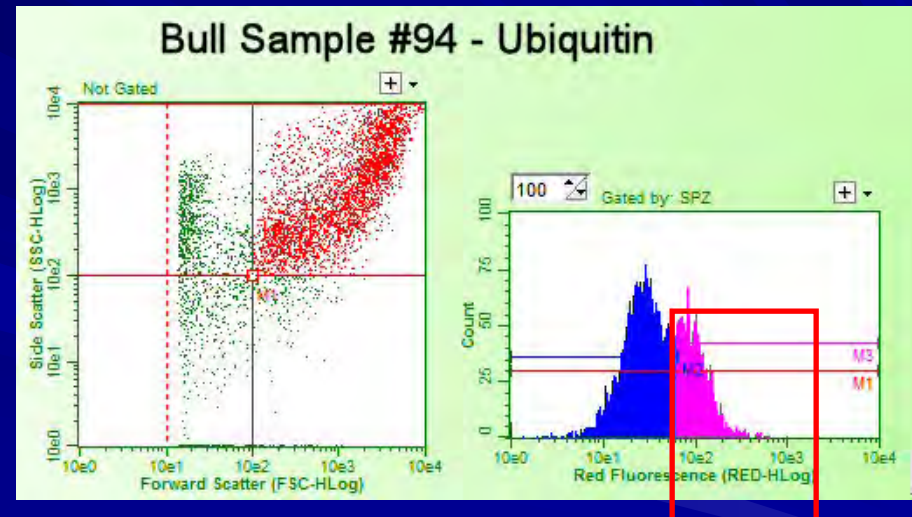 Bull Sample #94 - Ubiquitin
Not Gated
+
10e4
10e3
10e2
10e1
10e0
Side Scatter (SSC-HLog)
10e0 10e1 10e2 10e3 10e4
Forward Scatter (FSC-HLog)
100
Gated by: SPZ
+
100
75
50
25
0
Count
M3
M1
10e0 10e1 10e2 10e3 10e4
Red Fluorescence (RED-HLog)